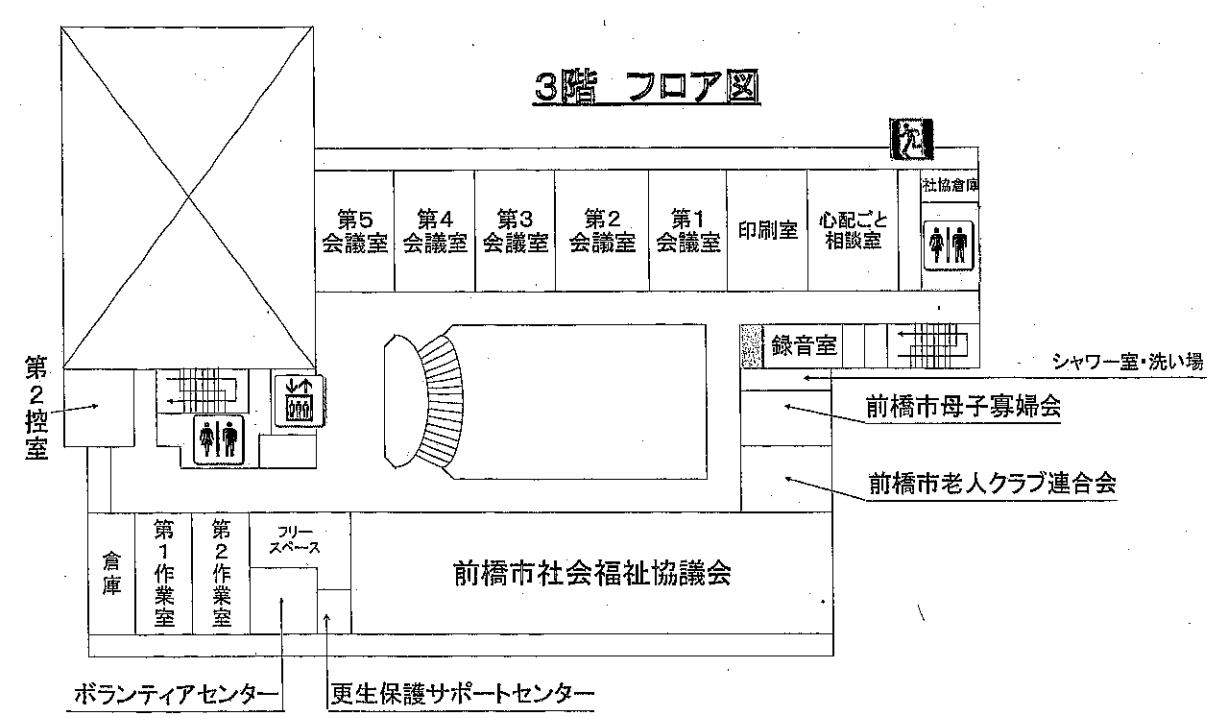 3階 フロア図
社協倉庫
第5
会議室
第4
会議室
第3
会議室
第2
会議室
第1
会議室
印刷室
心配ごと
相談室
録音室
シャワー室・洗い場
第2控室
前橋市母子寡婦会
前橋市老人クラブ連合会
倉庫
第1作業室
第2作業室
フリー
スペース
前橋市社会福祉協議会
ボランティアセンター
更生保護サポートセンター